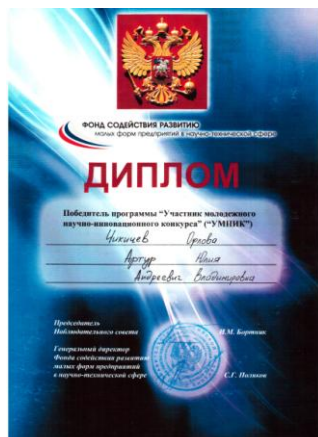 ФОНД СОДЕЙСТВИЯ РАЗВИТИЮ
малых форм предприятий в научно-технической сфере
ДИПЛОМ
Победитель программы "Участник молодежного
научно-инновационного конкурса" ("УМНИК")
Чикичев Орлова
Артур Юлия
Андреевич Владимировна
Председатель
Наблюдательного совета И.М. Бортник
Генеральный директор
Фонда содействия развитию
малых форм предприятий
в научно-технической сфере С.Г. Поляков